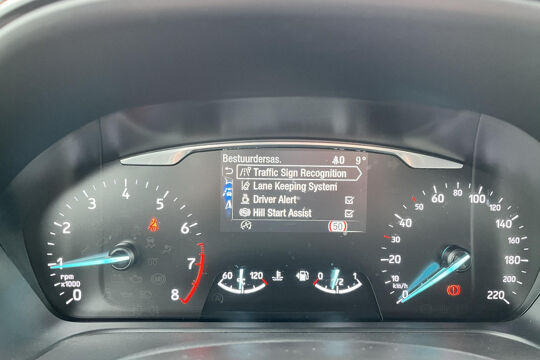 Bestuurdersas. 40 9°
Traffic Sign Recognition
Lane Keeping System
Driver Alert
Hill Start Assist
50
0 1 2 3 4 5 6 7 8
rpm
x1000
60 °C 120
0 1/2 1
0 10 20 30 40 60 80 100 120 140 160 180 200 220
km/h